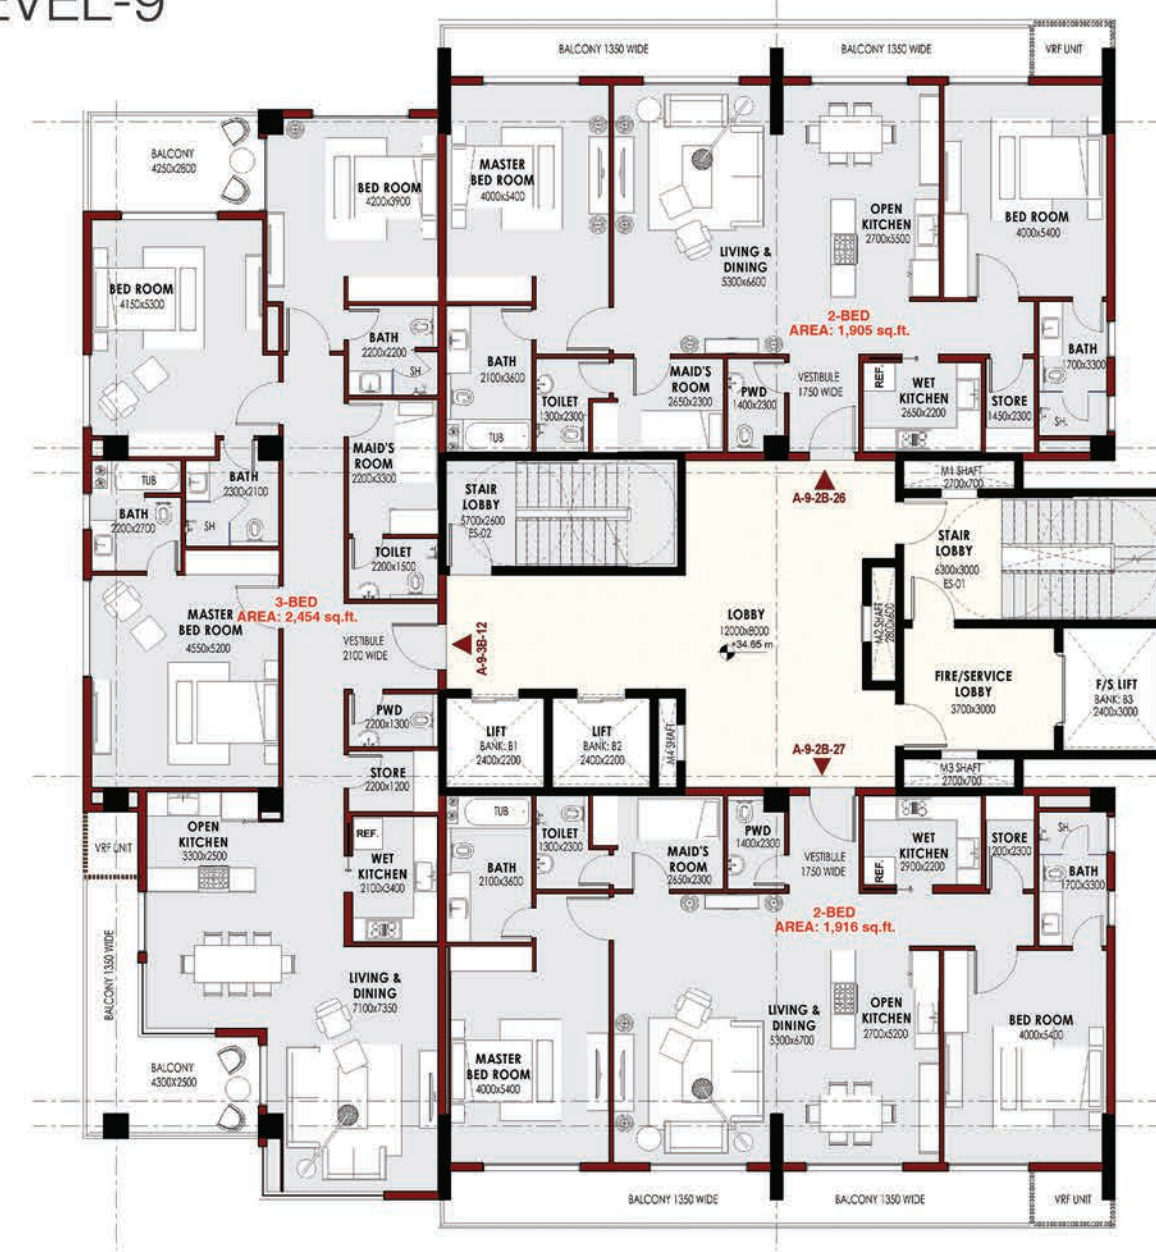 EVEL-9
BALCONY 1350 WIDE
BALCONY 1350 WIDE
VRF UNIT
BALCONY
4250x2800
BED ROOM
4200x3900
MASTER
BED ROOM
4000x5400
OPEN
KITCHEN
2700x5500
BED ROOM
4000x5400
LIVING &
DINING
5300x6600
BED ROOM
4150x5300
2-BED
AREA: 1,905 sq.ft.
BATH
2200x2200
SH
BATH
2100x3600
TOILET
1300x2300
MAID'S
ROOM
2650x2300
PWD
1400x2300
VESTIBULE
1750 WIDE
REF.
WET
KITCHEN
2650x2200
STORE
1450x2300
BATH
1700x3300
SH.
TUB
MAID'S
ROOM
2200x3300
BATH
2300x2100
TUB
BATH
2200x2700
SH
STAIR
LOBBY
5700x2600
ES-02
A-9-2B-26
M1 SHAFT
2700x700
STAIR
LOBBY
6300x3000
ES-01
TOILET
2200x1500
3-BED
AREA: 2,454 sq.ft.
MASTER
BED ROOM
4550x5200
VESTIBULE
2100 WIDE
A-9-3B-12
LOBBY
12000x8000
+34.65 m
M2 SHAFT
2800x600
FIRE/SERVICE
LOBBY
3700x3000
F/S LIFT
BANK: B3
2400x3000
PWD
2200x1300
LIFT
BANK: B1
2400x2200
LIFT
BANK: B2
2400x2200
M4 SHAFT
A-9-2B-27
M3 SHAFT
2700x700
STORE
2200x1200
OPEN
KITCHEN
3300x2500
VRF UNIT
REF.
WET
KITCHEN
2100x3400
TUB
BATH
2100x3600
TOILET
1300x2300
MAID'S
ROOM
2650x2300
PWD
1400x2300
VESTIBULE
1750 WIDE
WET
KITCHEN
2900x2200
REF.
STORE
1200x2300
SH.
BATH
1700x3300
2-BED
AREA: 1,916 sq.ft.
BALCONY 1350 WIDE
LIVING &
DINING
7100x7350
LIVING &
DINING
5300x6700
OPEN
KITCHEN
2700x5200
BED ROOM
4000x5400
MASTER
BED ROOM
4000x5400
BALCONY
4300X2500
BALCONY 1350 WIDE
BALCONY 1350 WIDE
VRF UNIT